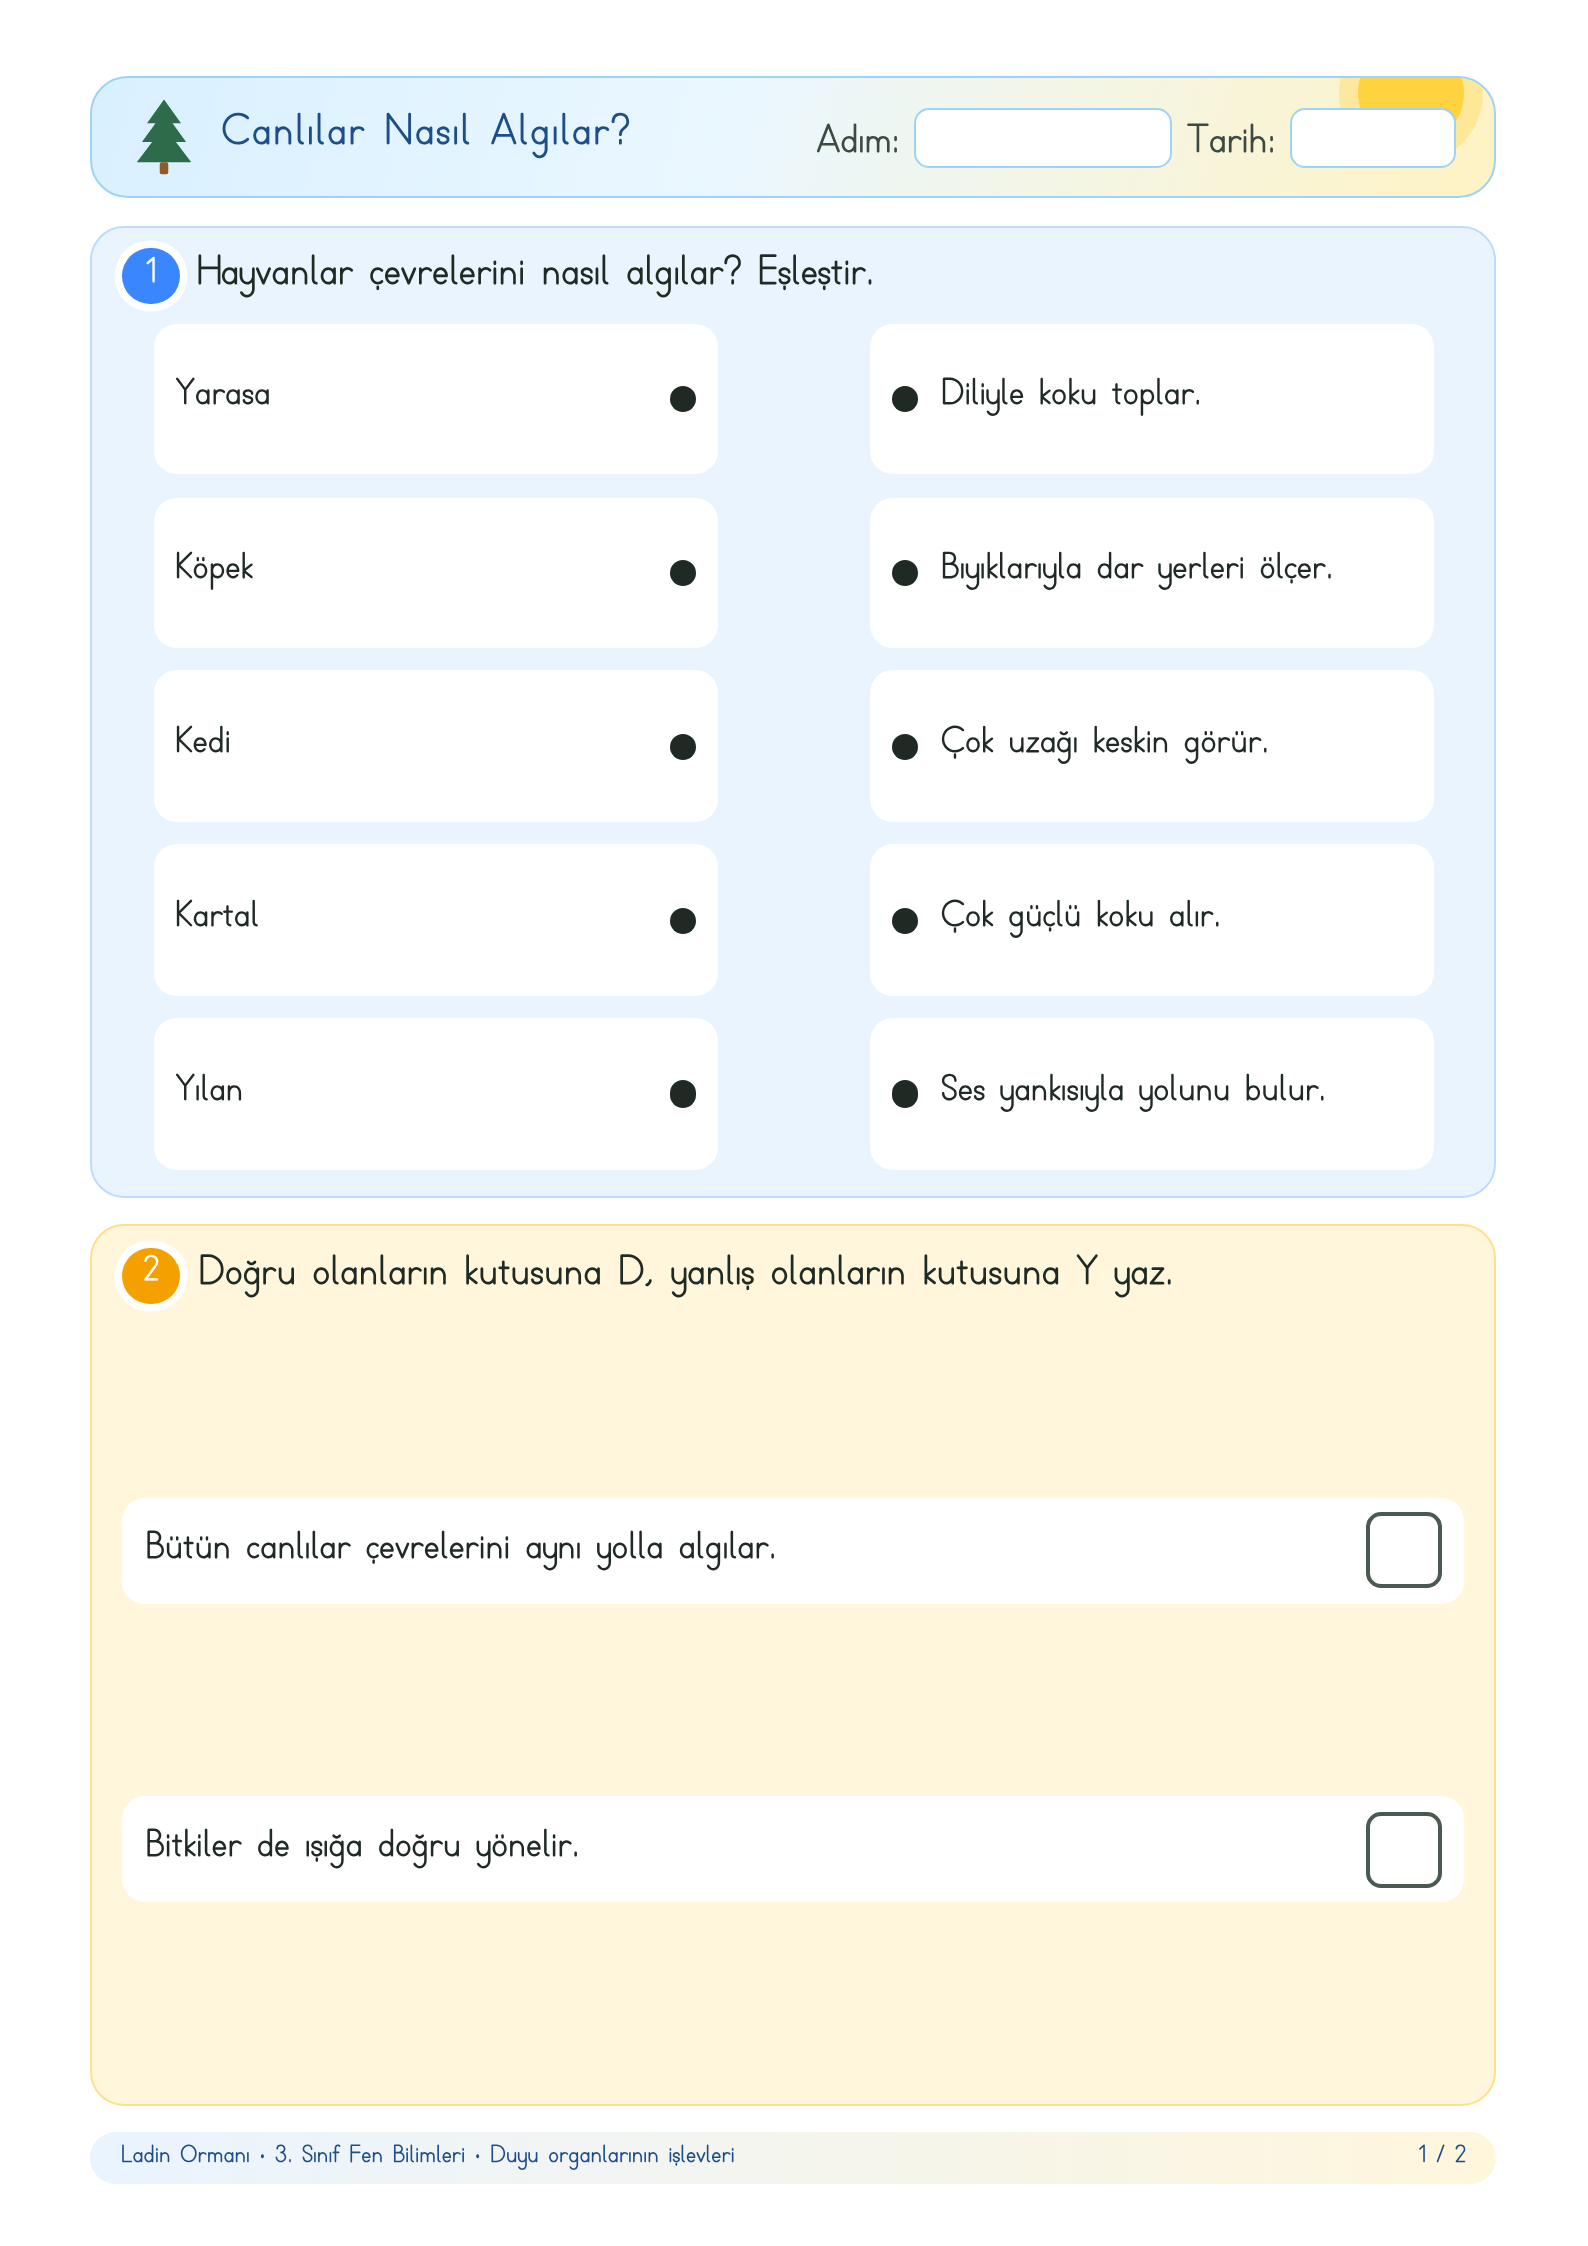 Canlılar Nasıl Algılar?
Adım:
Tarih:
1 Hayvanlar çevrelerini nasıl algılar? Eşleştir.
Yarasa
Diliyle koku toplar.
Köpek
Bıyıklarıyla dar yerleri ölçer.
Kedi
Çok uzağı keskin görür.
Kartal
Çok güçlü koku alır.
Yılan
Ses yankısıyla yolunu bulur.
2 Doğru olanların kutusuna D, yanlış olanların kutusuna Y yaz.
Bütün canlılar çevrelerini aynı yolla algılar.
Bitkiler de ışığa doğru yönelir.
Ladin Ormanı • 3. Sınıf Fen Bilimleri • Duyu organlarının işlevleri
1 / 2